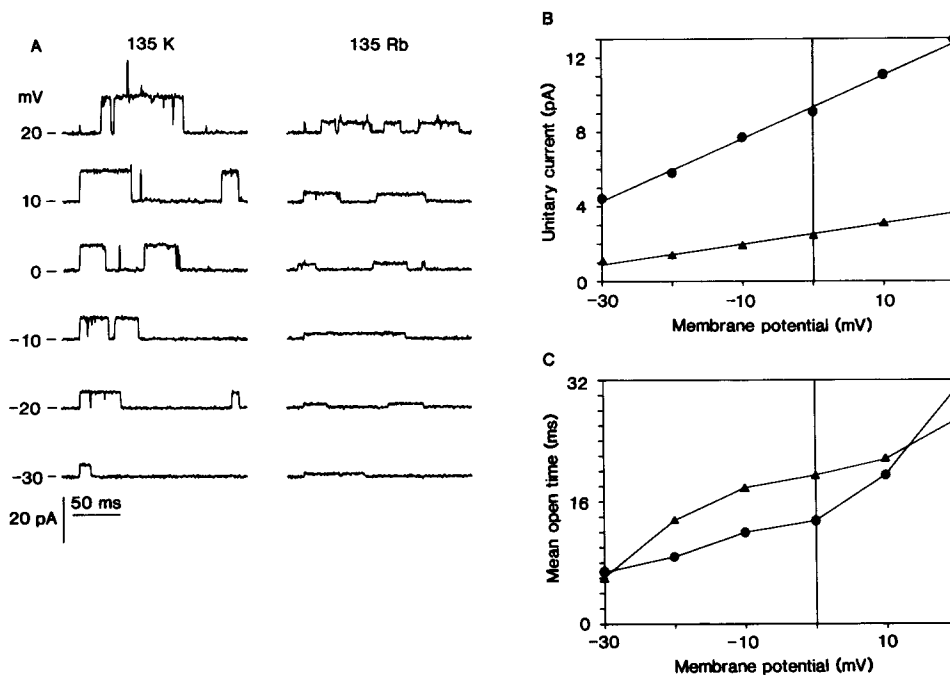 A
135 K
135 Rb
mV
20
10
0
-10
-20
-30
20 pA
50 ms
B
Unitary current (pA)
12
8
4
0
-30
-10
10
Membrane potential (mV)
C
Mean open time (ms)
32
16
0
-30
-10
10
Membrane potential (mV)